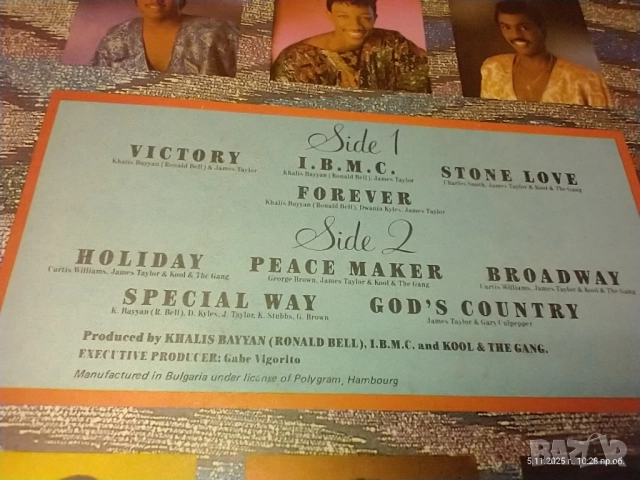 Side 1
VICTORY
Khalis Bayyan (Ronald Bell) & James Taylor
I.B.M.C.
Khalis Bayyan (Ronald Bell), James Taylor
STONE LOVE
Charles Smith, James Taylor & Kool & The Gang
FOREVER
Khalis Bayyan (Ronald Bell), Dwania Kyles, James Taylor
Side 2
HOLIDAY
Curtis Williams, James Taylor & Kool & The Gang
PEACE MAKER
George Brown, James Taylor & Kool & The Gang
BROADWAY
Curtis Williams, James Taylor & Kool & The Gang
SPECIAL WAY
K. Bayyan (R. Bell), D. Kyles, J. Taylor, K. Stubbs, G. Brown
GOD'S COUNTRY
James Taylor & Gary Culpepper
Produced by KHALIS BAYYAN (RONALD BELL), I.B.M.C. and KOOL & THE GANG.
EXECUTIVE PRODUCER: Gabe Vigorito
Manufactured in Bulgaria under license of Polygram, Hambourg
BAZAR
5.11.2025 г. 10:28 пр.об.